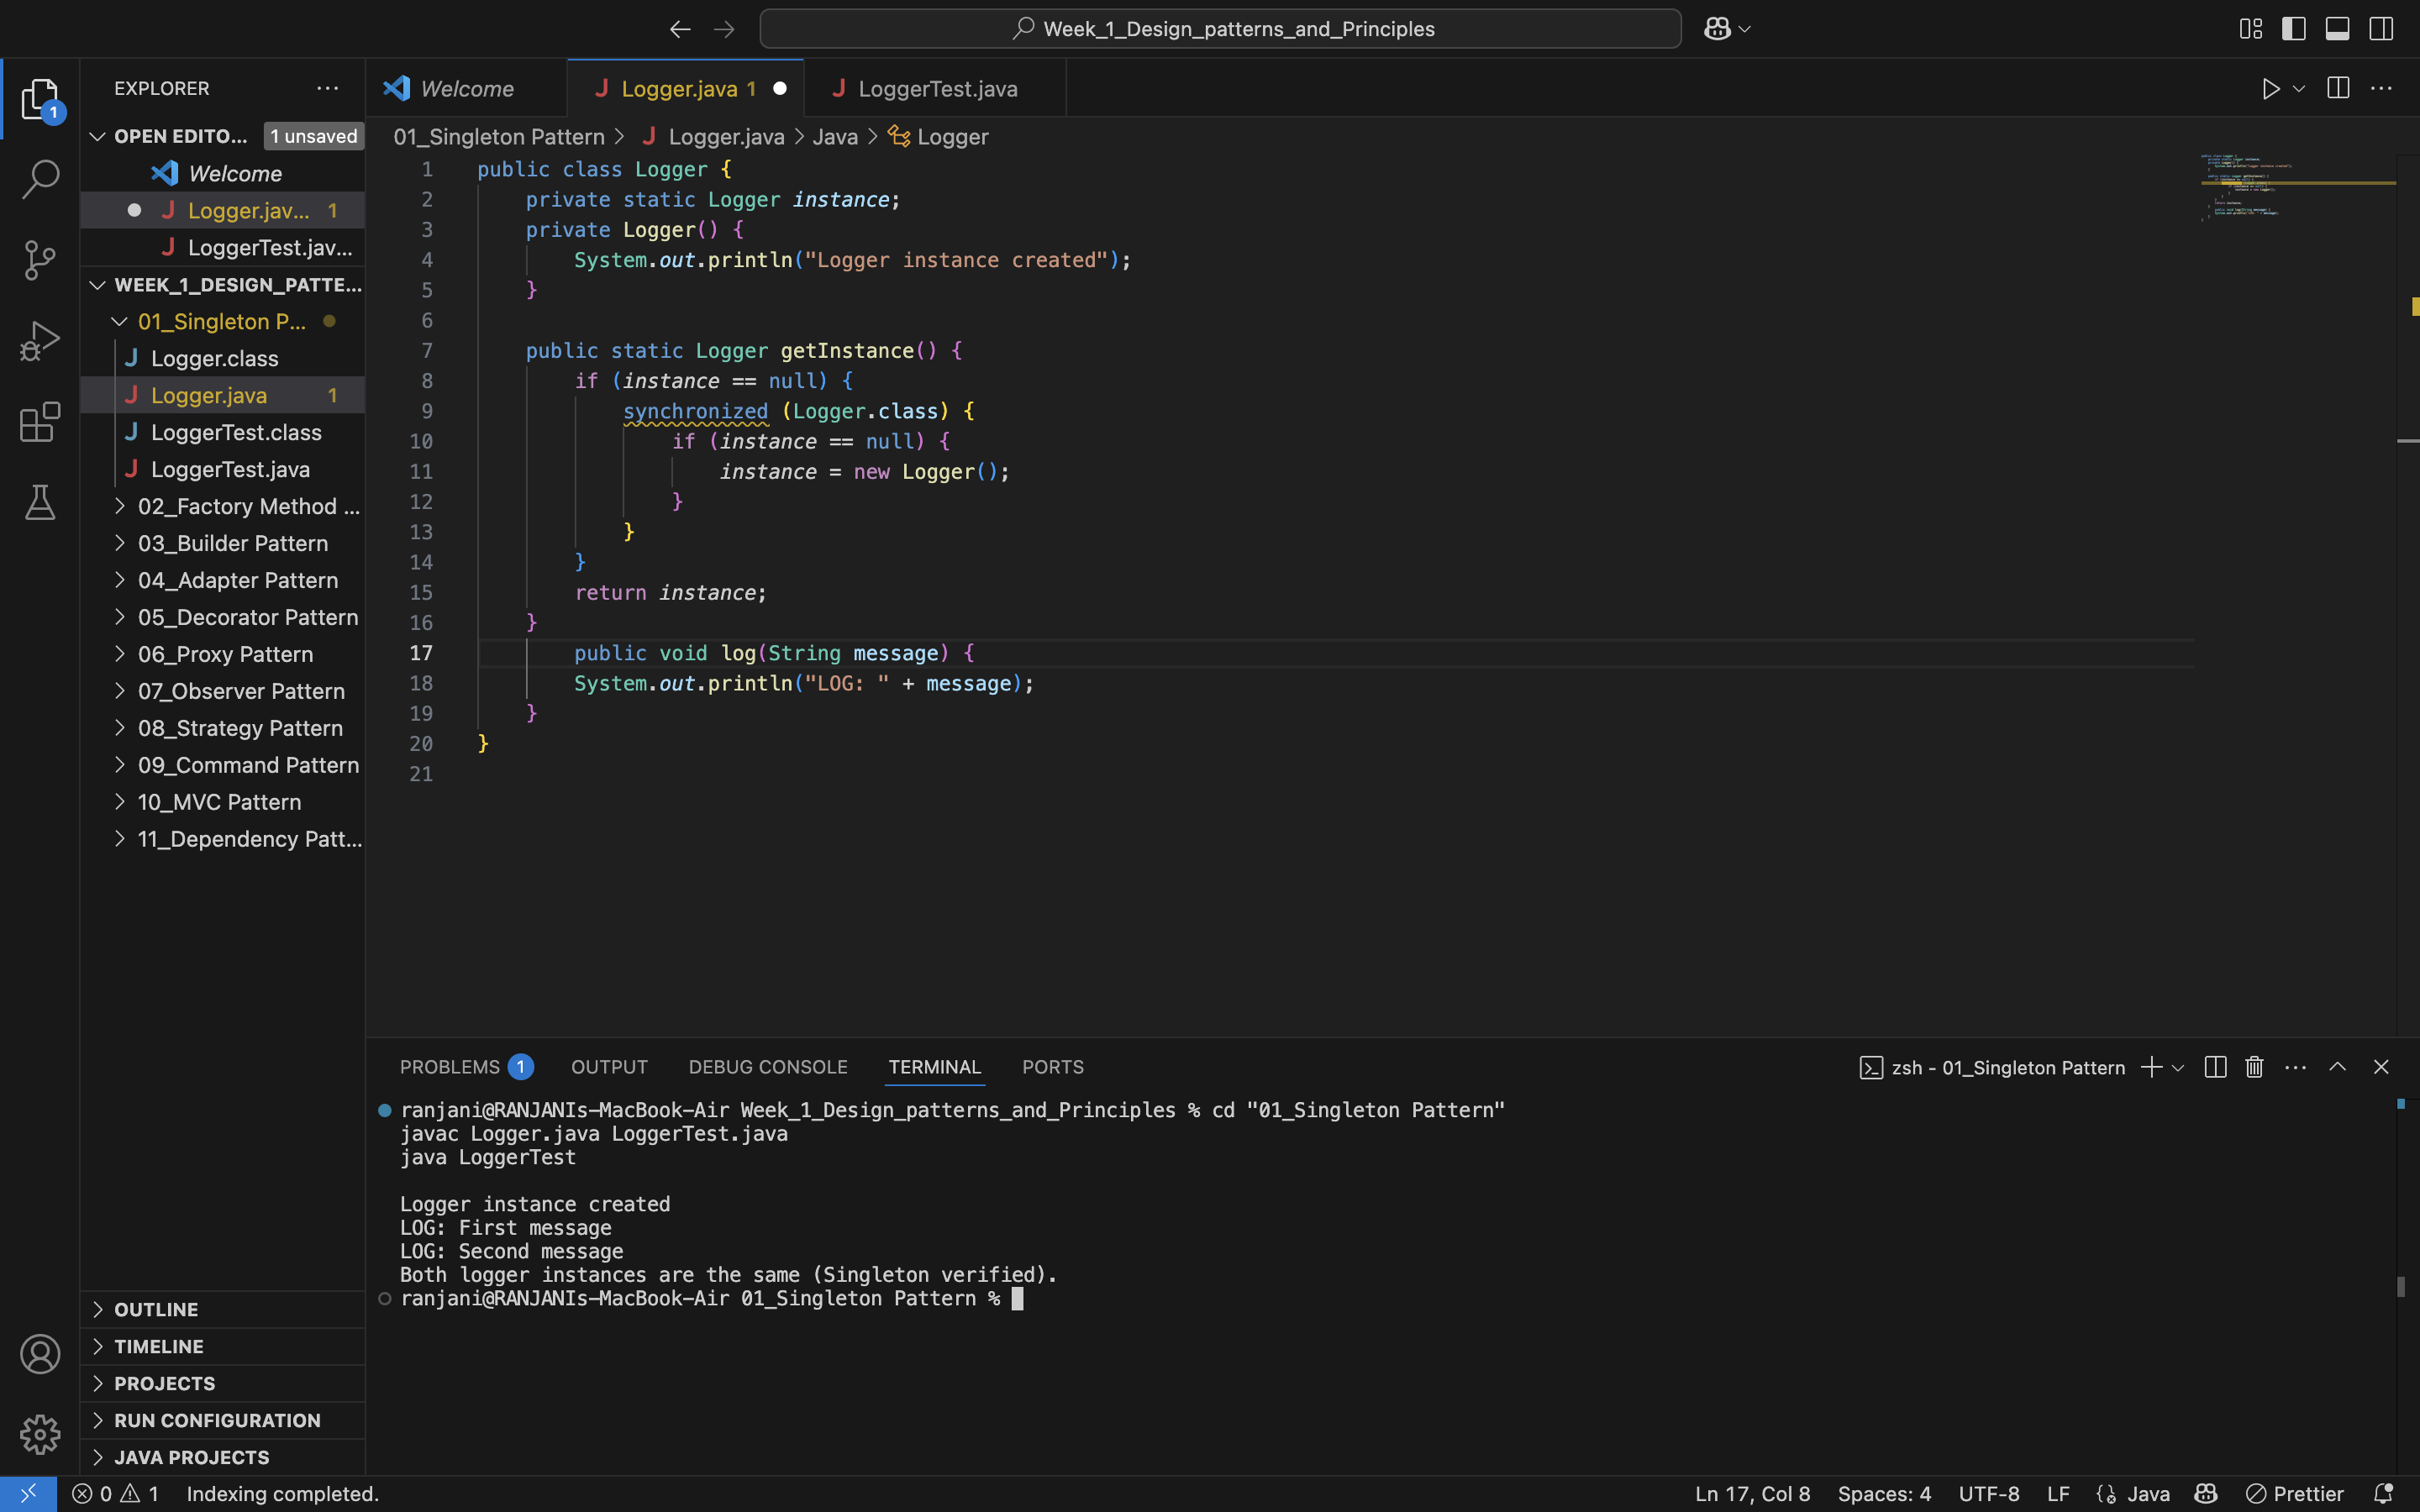 Week_1_Design_patterns_and_Principles
1
EXPLORER
OPEN EDITO... 1 unsaved
Welcome
Logger.jav... 1
LoggerTest.jav...
WEEK_1_DESIGN_PATTE...
01_Singleton P...
Logger.class
Logger.java 1
LoggerTest.class
LoggerTest.java
02_Factory Method ...
03_Builder Pattern
04_Adapter Pattern
05_Decorator Pattern
06_Proxy Pattern
07_Observer Pattern
08_Strategy Pattern
09_Command Pattern
10_MVC Pattern
11_Dependency Patt...
OUTLINE
TIMELINE
PROJECTS
RUN CONFIGURATION
JAVA PROJECTS
Welcome Logger.java 1 LoggerTest.java
01_Singleton Pattern > Logger.java > Java > Logger
1 public class Logger {
2 private static Logger instance;
3 private Logger() {
4 System.out.println("Logger instance created");
5 }
6
7 public static Logger getInstance() {
8 if (instance == null) {
9 synchronized (Logger.class) {
10 if (instance == null) {
11 instance = new Logger();
12 }
13 }
14 }
15 return instance;
16 }
17 public void log(String message) {
18 System.out.println("LOG: " + message);
19 }
20 }
21
PROBLEMS 1 OUTPUT DEBUG CONSOLE TERMINAL PORTS zsh - 01_Singleton Pattern
ranjani@RANJANIs-MacBook-Air Week_1_Design_patterns_and_Principles % cd "01_Singleton Pattern"
javac Logger.java LoggerTest.java
java LoggerTest
Logger instance created
LOG: First message
LOG: Second message
Both logger instances are the same (Singleton verified).
ranjani@RANJANIs-MacBook-Air 01_Singleton Pattern %
0 1 Indexing completed. Ln 17, Col 8 Spaces: 4 UTF-8 LF Java Prettier